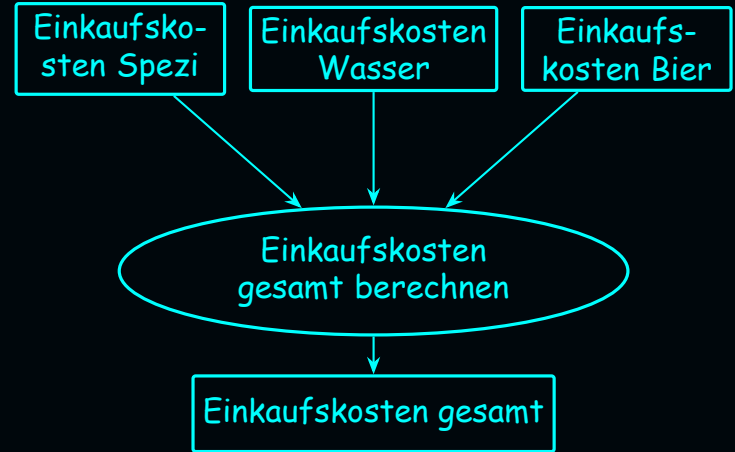 Einkaufsko-
sten Spezi
Einkaufskosten
Wasser
Einkaufs-
kosten Bier
Einkaufskosten
gesamt berechnen
Einkaufskosten gesamt